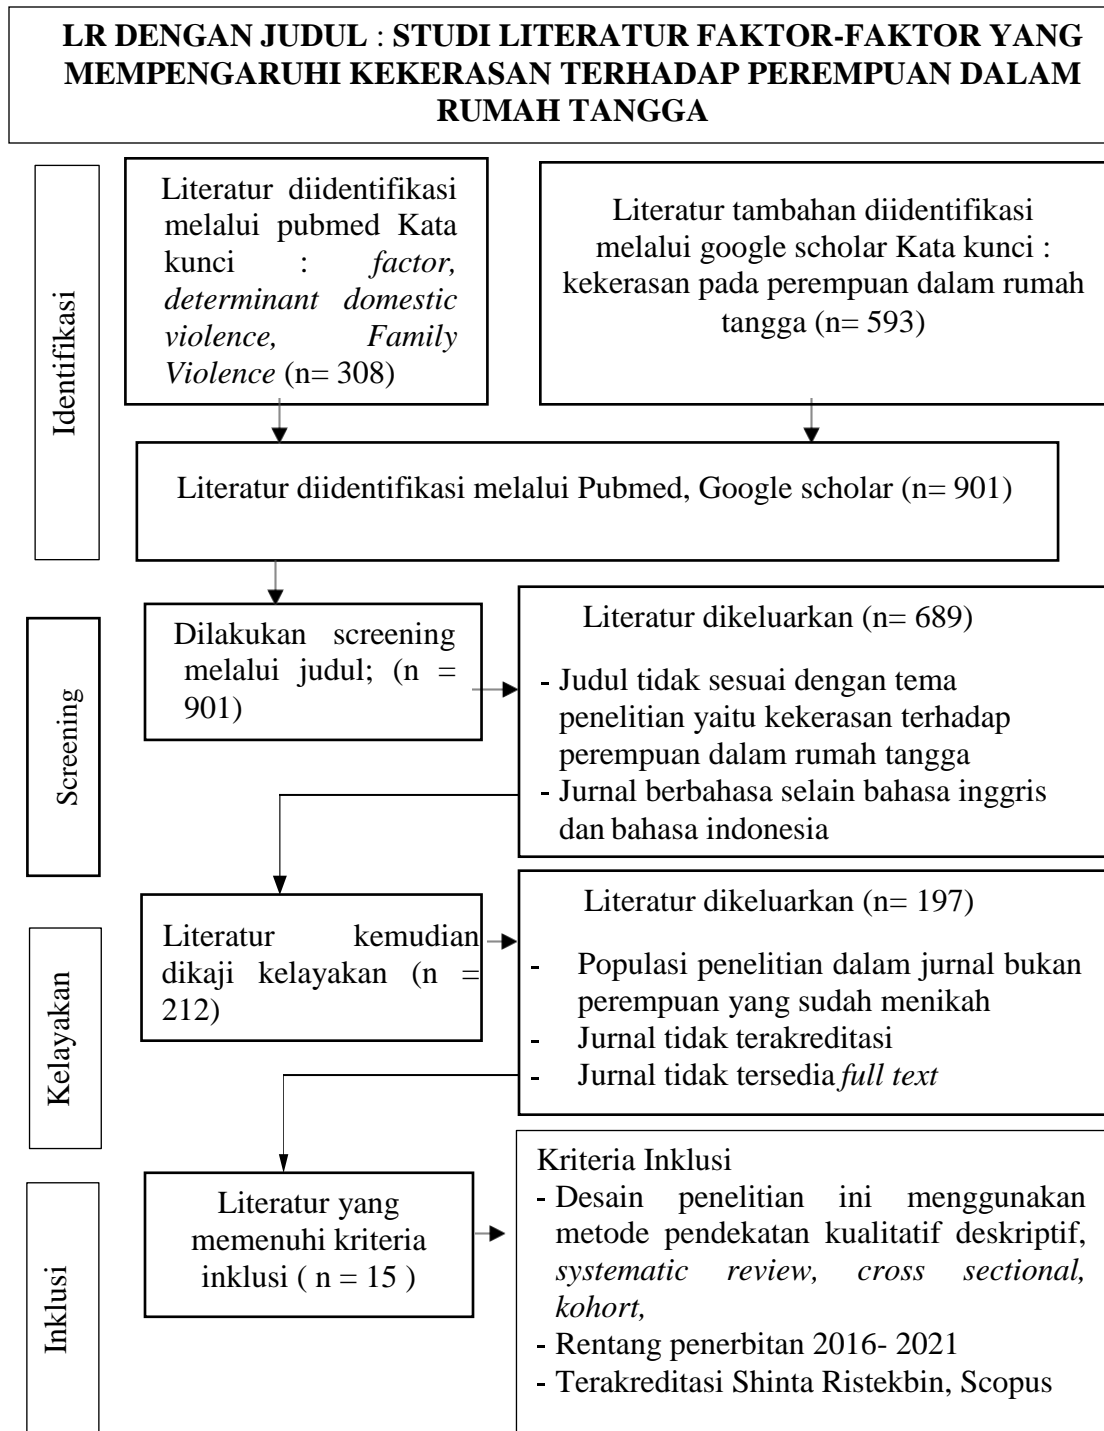 LR DENGAN JUDUL : STUDI LITERATUR FAKTOR-FAKTOR YANG
MEMPENGARUHI KEKERASAN TERHADAP PEREMPUAN DALAM
RUMAH TANGGA
Identifikasi
Literatur diidentifikasi
melalui pubmed Kata
kunci : factor,
determinant domestic
violence, Family
Violence (n= 308)
Literatur tambahan diidentifikasi
melalui google scholar Kata kunci :
kekerasan pada perempuan dalam rumah
tangga (n= 593)
Literatur diidentifikasi melalui Pubmed, Google scholar (n= 901)
Screening
Dilakukan screening
melalui judul; (n =
901)
Literatur dikeluarkan (n= 689)
- Judul tidak sesuai dengan tema
penelitian yaitu kekerasan terhadap
perempuan dalam rumah tangga
- Jurnal berbahasa selain bahasa inggris
dan bahasa indonesia
Kelayakan
Literatur kemudian
dikaji kelayakan (n =
212)
Literatur dikeluarkan (n= 197)
- Populasi penelitian dalam jurnal bukan
perempuan yang sudah menikah
- Jurnal tidak terakreditasi
- Jurnal tidak tersedia full text
Inklusi
Literatur yang
memenuhi kriteria
inklusi ( n = 15 )
Kriteria Inklusi
- Desain penelitian ini menggunakan
metode pendekatan kualitatif deskriptif,
systematic review, cross sectional,
kohort,
- Rentang penerbitan 2016- 2021
- Terakreditasi Shinta Ristekbin, Scopus